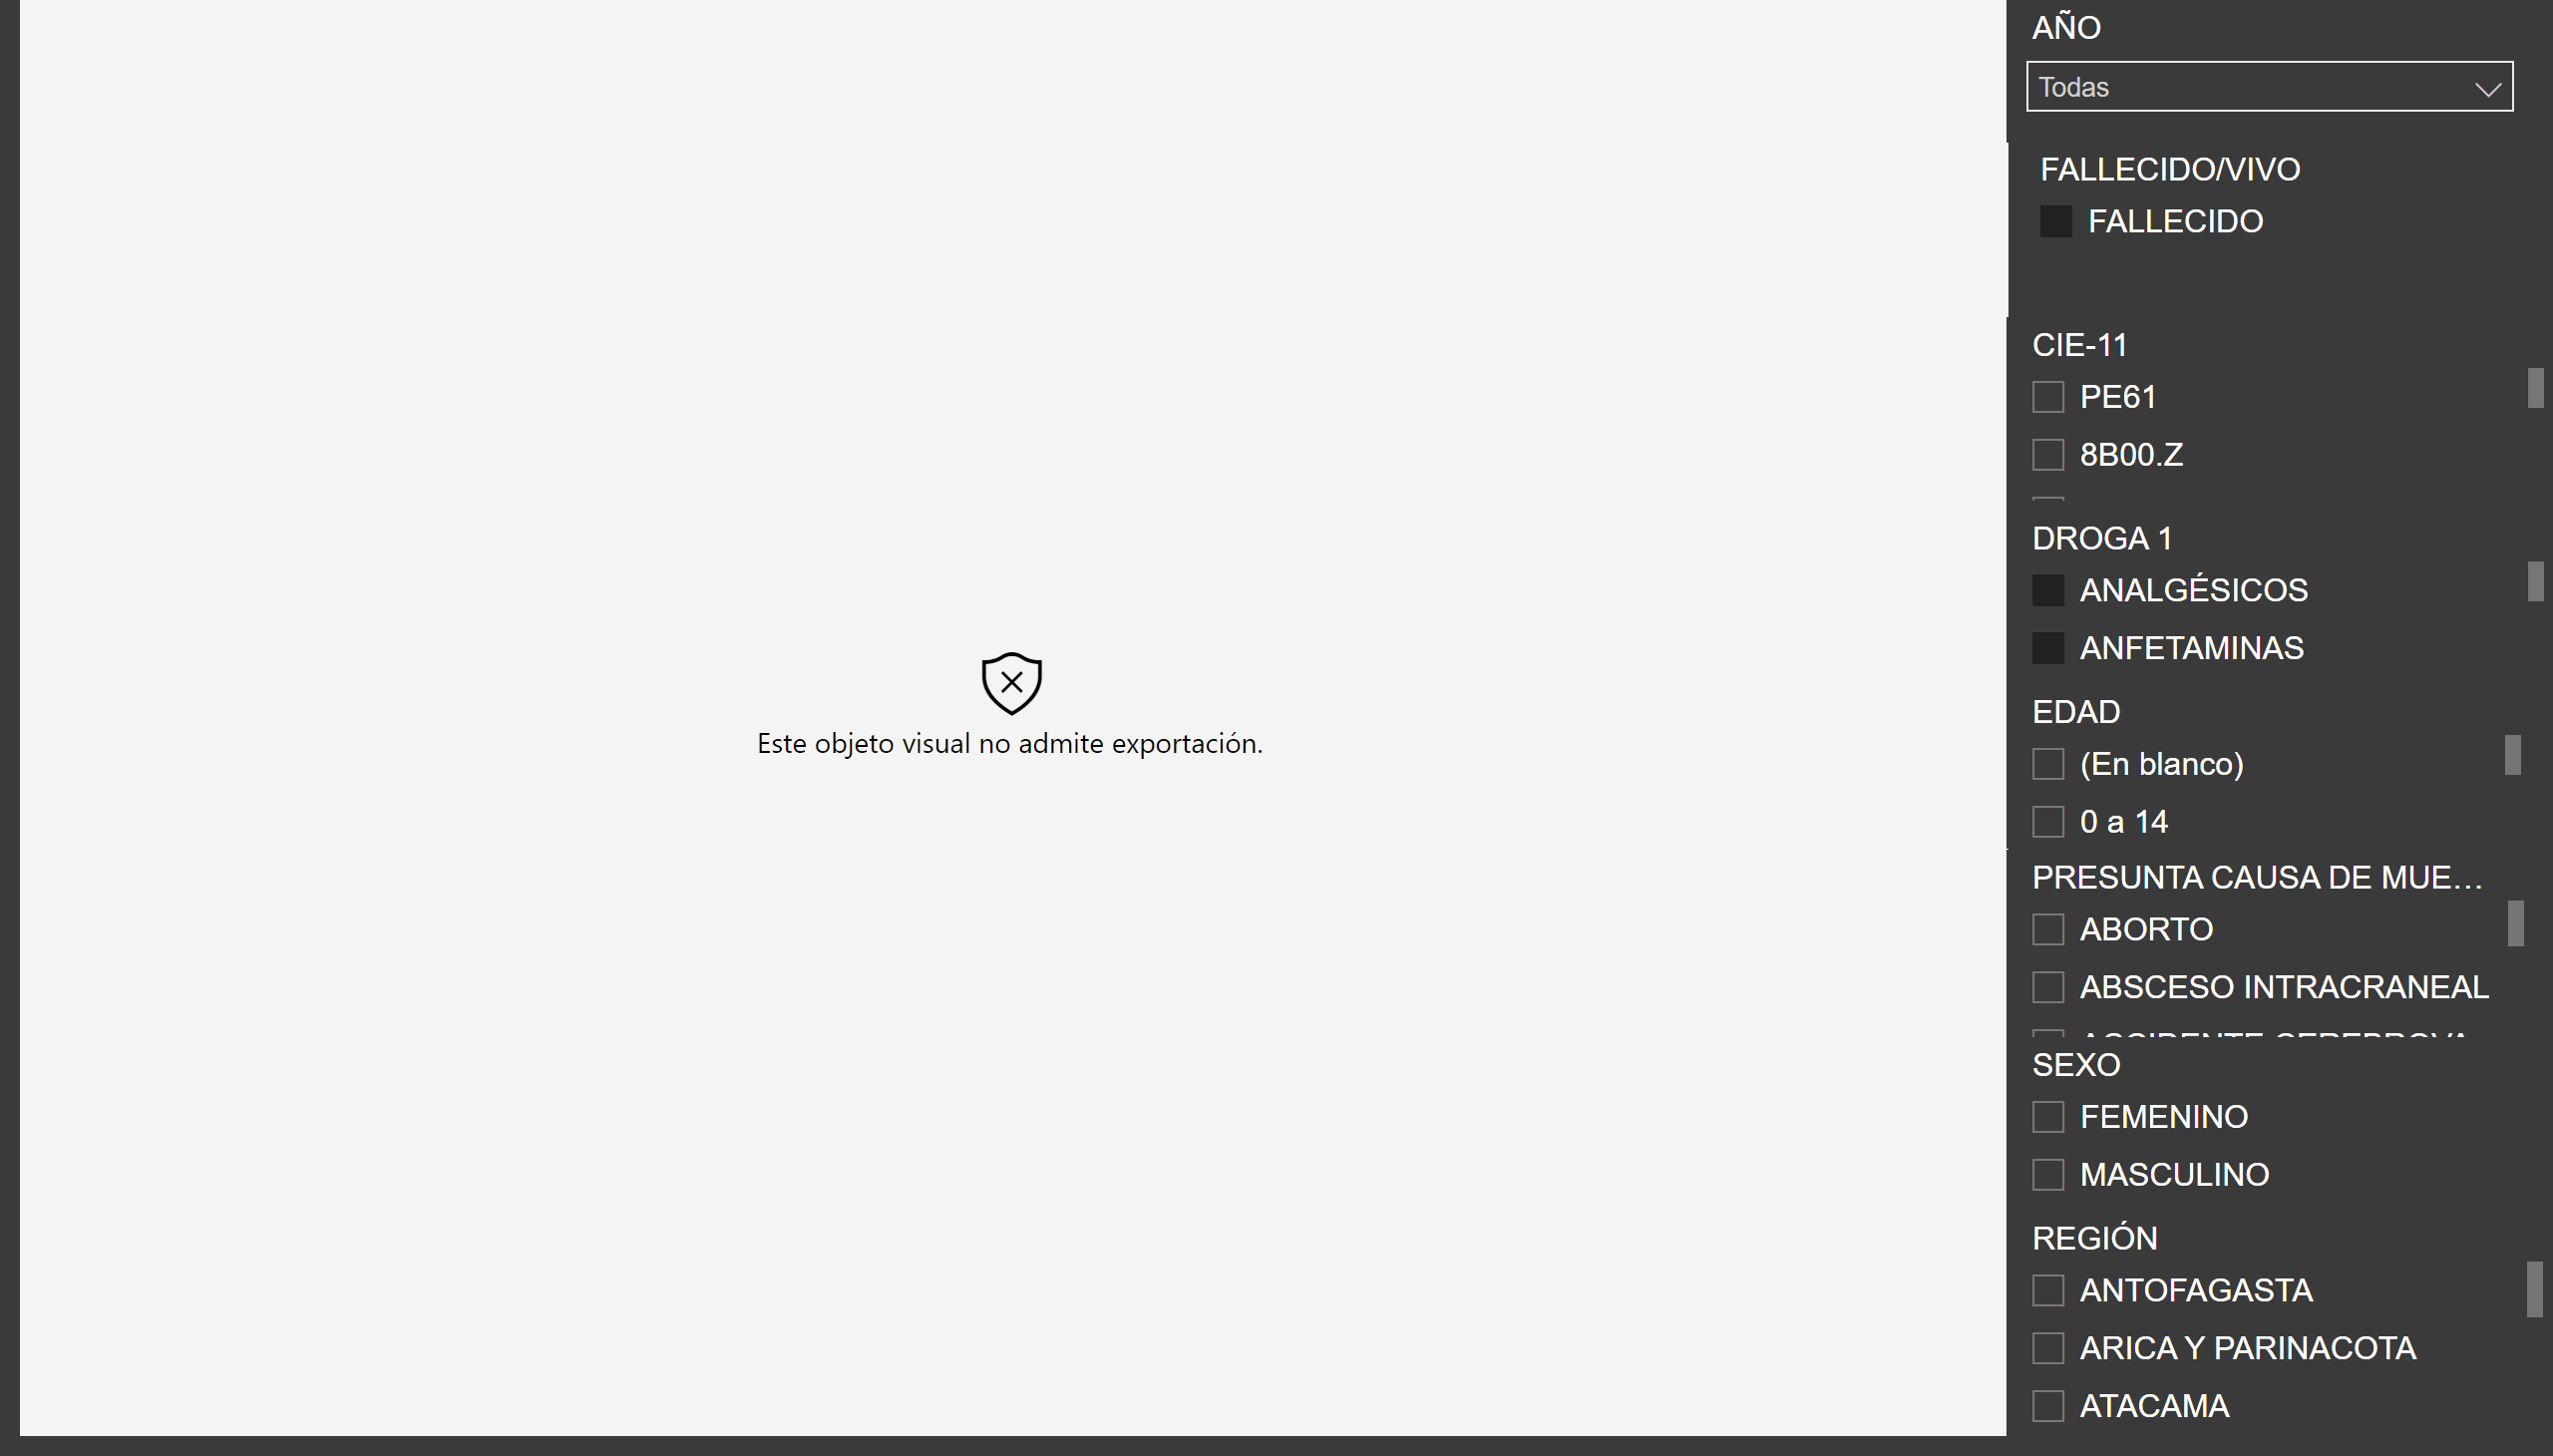 Este objeto visual no admite exportación.
AÑO
Todas
FALLECIDO/VIVO
FALLECIDO
CIE-11
PE61
8B00.Z
DROGA 1
ANALGÉSICOS
ANFETAMINAS
EDAD
(En blanco)
0 a 14
PRESUNTA CAUSA DE MUE...
ABORTO
ABSCESO INTRACRANEAL
SEXO
FEMENINO
MASCULINO
REGIÓN
ANTOFAGASTA
ARICA Y PARINACOTA
ATACAMA